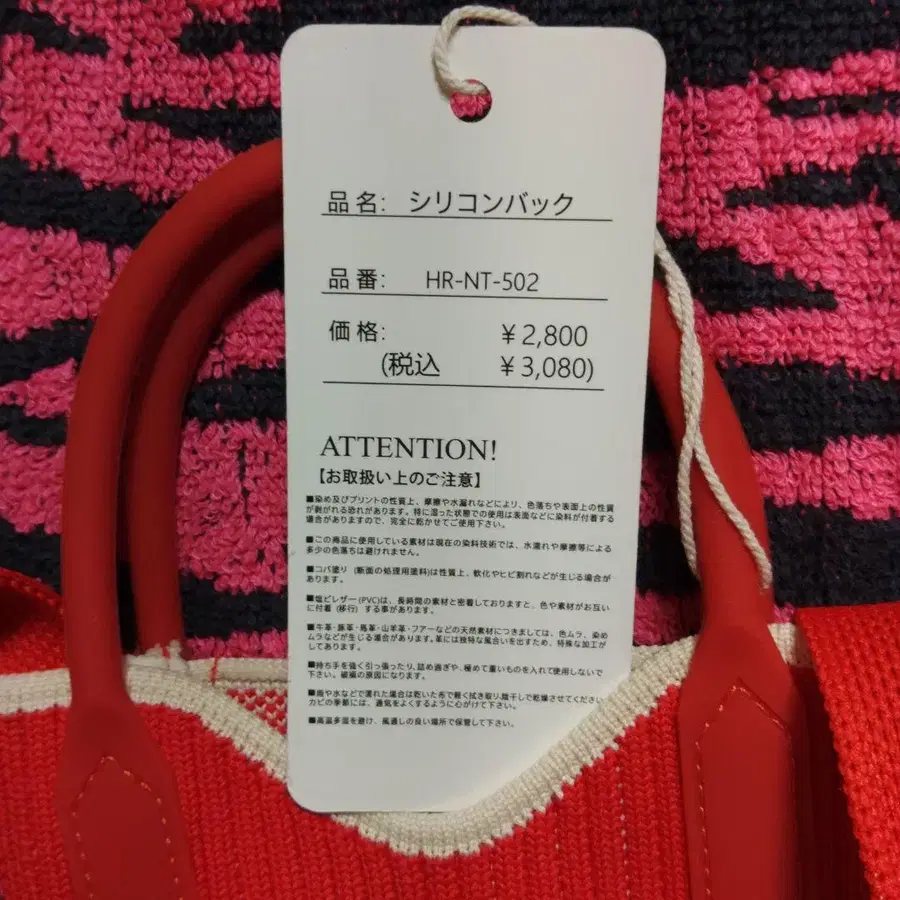 品名: シリコンバック
品番: HR-NT-502
価格: ￥2,800
(税込 ￥3,080)
ATTENTION!
【お取扱い上のご注意】
■染め及びプリントの性質上、摩擦や水漏れなどにより、色落ちや表面上の性質
が剥がれる恐れがあります。特に湿った状態での使用は表面などに染料が付着する
場合がありますので、完全に乾かせてご使用下さい。
■この商品に使用している素材は現在の染料技術では、水濡れや摩擦等による
多少の色落ちは避けれません。
■コバ塗り (断面の処理用塗料)は性質上、軟化やヒビ割れなどが生じる場合が
あります。
■塩ビレザー(PVC)は、長時間の素材と密着しておりますと、色や素材がお互い
に付着 (移行) する事があります。
■牛革・豚革・馬革・山羊革・ファーなどの天然素材につきましては、色ムラ、染め
ムラなどが生じる場合があります。革には独特な風合いを出すため、特殊な加工が
してあります。
■持ち手を強く引っ張ったり、詰め過ぎや、極めて重いものを入れて使用しないで
下さい。破損の原因になります。
■雨や水などで濡れた場合は乾いた布で軽く拭き取り、陰干しで乾燥させてください
カビの季節には、通気をよくするように心がけて下さい。
■高温多湿を避け、風通しの良い場所で保管して下さい。